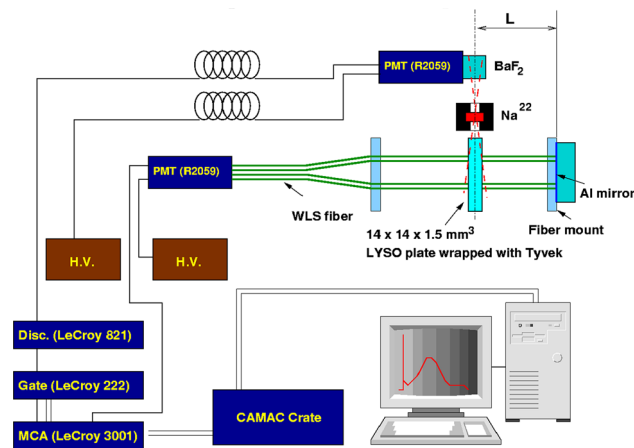 L
PMT (R2059)
BaF2
Na22
PMT (R2059)
WLS fiber
Al mirror
Fiber mount
14 x 14 x 1.5 mm3
LYSO plate wrapped with Tyvek
H.V.
H.V.
Disc. (LeCroy 821)
Gate (LeCroy 222)
MCA (LeCroy 3001)
CAMAC Crate